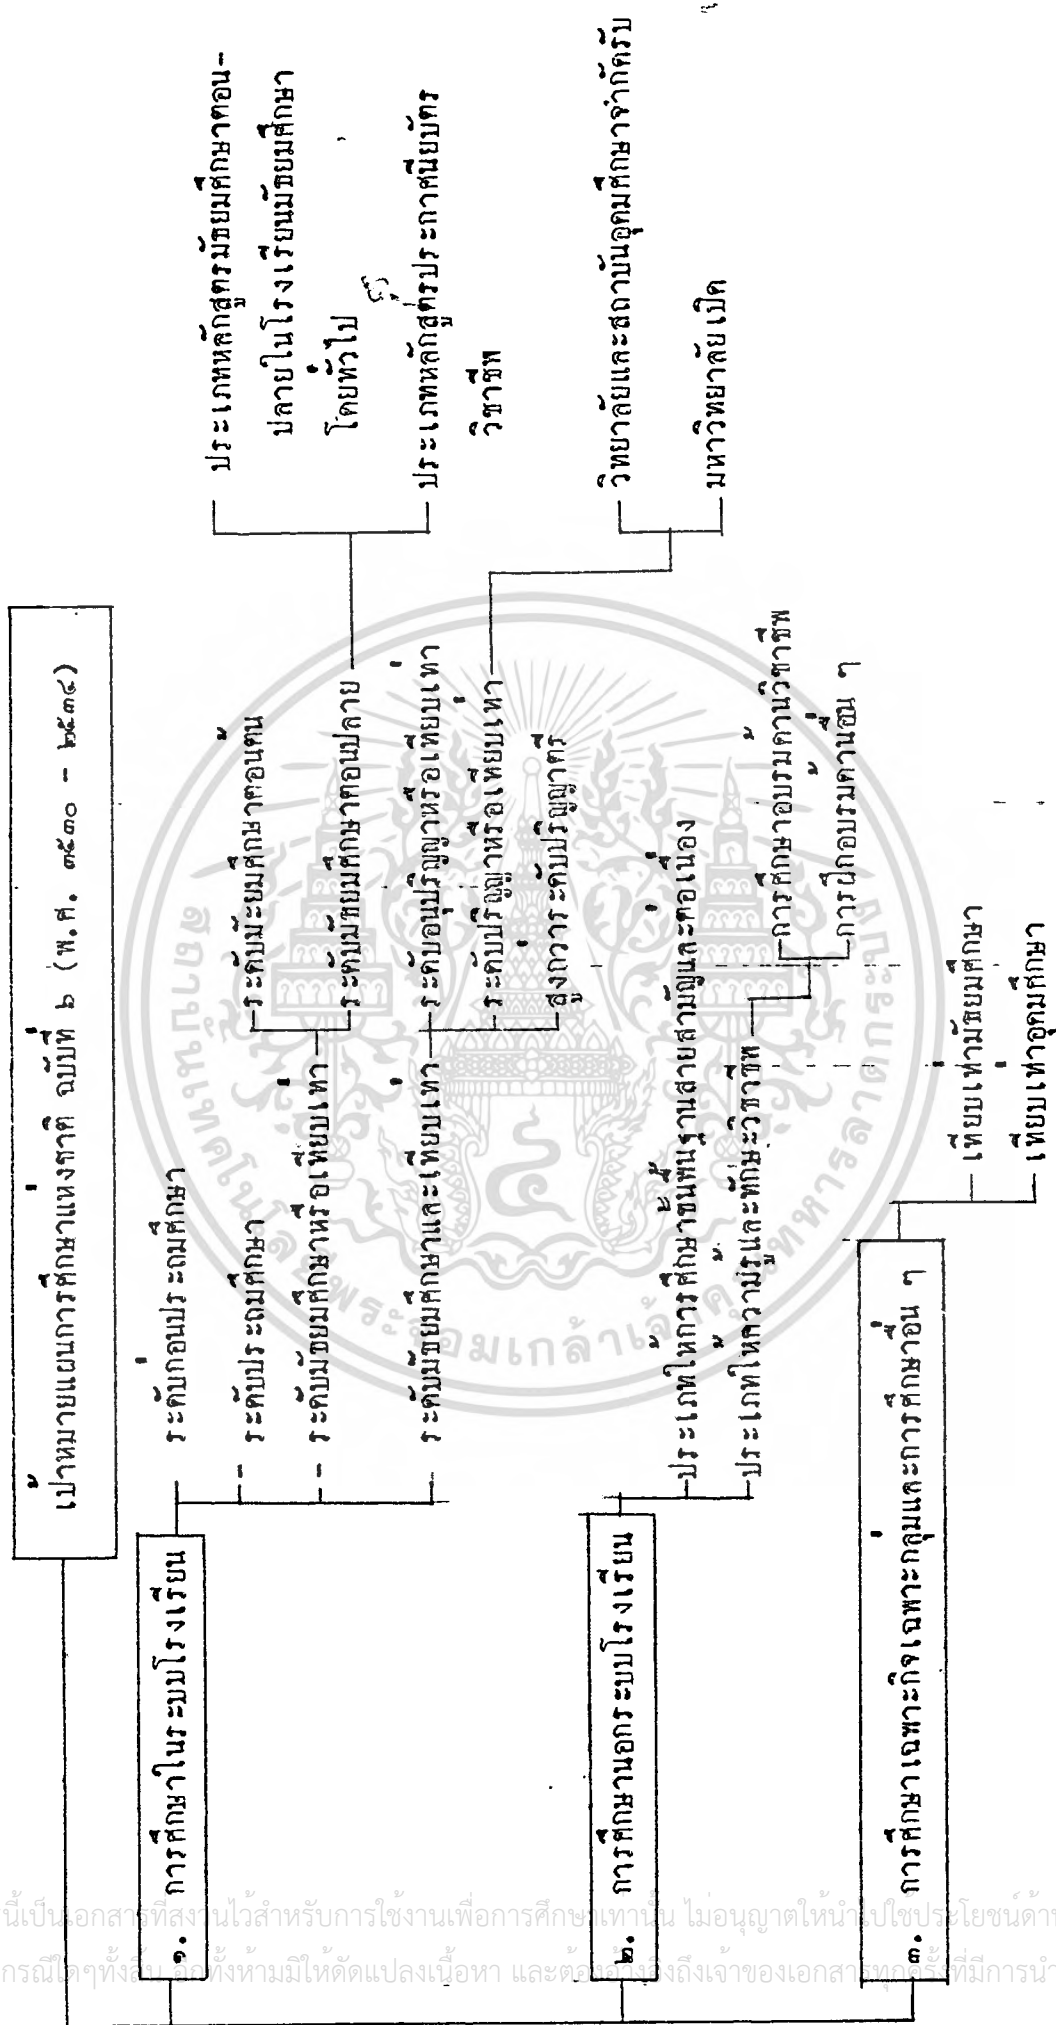 เป้าหมายแผนการศึกษาแห่งชาติ ฉบับที่ ๖ (พ.ศ. ๓๕๓๐ - ๒๕๓๔)
๑. การศึกษาในระบบโรงเรียน
ระดับก่อนประถมศึกษา
ระดับประถมศึกษา
ระดับมัธยมศึกษาหรือเทียบเท่า
ระดับมัะยมศึกษาตอนต้น
ระดับมัธยมศึกษาตอนปลาย
ประเภทหลักสูตรมัธยมศึกษาตอน-
ปลายในโรงเรียนมัธยมศึกษา
โดยทั่วไป
ประเภทหลักสูตรประกาศนียบัตร
วิชาชีพ
ระดับมัธยมศึกษาและเทียบเท่า
ระดับอนุปริญญาหรือเทียบเท่า
ระดับปริญญาหรือเทียบเท่า
สูงกว่าระดับปริญญาตรี
วิทยาลัยและสถาบันอุดมศึกษาจำกัดรับ
มหาวิทยาลัยเปิด
๒. การศึกษานอกระบบโรงเรียน
ประเภทให้การศึกษาขั้นพื้นฐานสายสามัญและต่อเนื่อง
ประเภทให้ความรู้และทักษะวิชาชีพ
การศึกษาอบรมด้านวิชาชีพ
การฝึกอบรมด้านอื่น ๆ
๓. การศึกษาเฉพาะกิจเฉพาะกลุ่มและการศึกษาอื่น ๆ
เทียบเท่ามัธยมศึกษา
เทียบเท่าอุดมศึกษา
สถาบันเทคโนโลยีพระจอมเกล้าเจ้าคุณทหารลาดกระบัง
นี้เป็นเอกสารที่สงวนไว้สำหรับการใช้งานเพื่อการศึกษาเท่านั้น ไม่อนุญาตให้นำไปใช้ประโยชน์ด้า
กรณีใดๆทั้งสิ้น อีกทั้งห้ามมิให้ดัดแปลงเนื้อหา และต้องอ้างอิงถึงเจ้าของเอกสารทุกครั้งที่มีการนำ